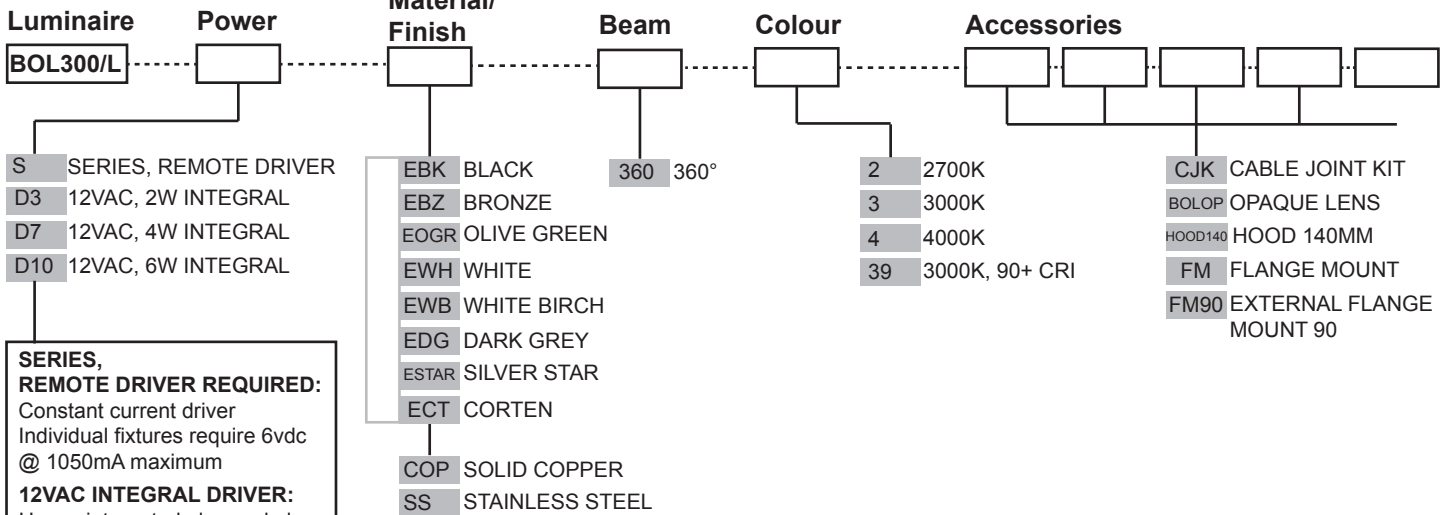 Luminaire
Power
Material/
Finish
Beam
Colour
Accessories
BOL300/L
S SERIES, REMOTE DRIVER
D3 12VAC, 2W INTEGRAL
D7 12VAC, 4W INTEGRAL
D10 12VAC, 6W INTEGRAL
SERIES,
REMOTE DRIVER REQUIRED:
Constant current driver
Individual fixtures require 6vdc
@ 1050mA maximum
12VAC INTEGRAL DRIVER:
EBK BLACK
EBZ BRONZE
EOGR OLIVE GREEN
EWH WHITE
EWB WHITE BIRCH
EDG DARK GREY
ESTAR SILVER STAR
ECT CORTEN
COP SOLID COPPER
SS STAINLESS STEEL
360 360°
2 2700K
3 3000K
4 4000K
39 3000K, 90+ CRI
CJK CABLE JOINT KIT
BOLOP OPAQUE LENS
HOOD140 HOOD 140MM
FM FLANGE MOUNT
FM90 EXTERNAL FLANGE
MOUNT 90